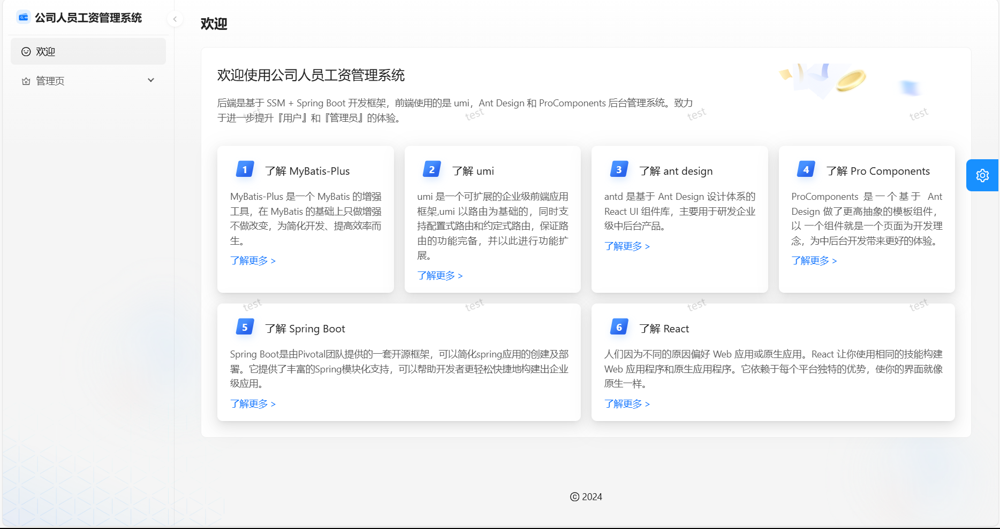 公司人员工资管理系统
欢迎
管理页
欢迎
欢迎使用公司人员工资管理系统
后端是基于 SSM + Spring Boot 开发框架，前端使用的是 umi，Ant Design 和 ProComponents 后台管理系统。致力
于进一步提升『用户』和『管理员』的体验。
test
test
test
test
1
了解 MyBatis-Plus
MyBatis-Plus 是一个 MyBatis 的增强
工具，在 MyBatis 的基础上只做增强
不做改变，为简化开发、提高效率而
生。
了解更多 >
2
了解 umi
umi 是一个可扩展的企业级前端应用
框架,umi 以路由为基础的，同时支
持配置式路由和约定式路由，保证路
由的功能完备，并以此进行功能扩
展。
了解更多 >
3
了解 ant design
antd 是基于 Ant Design 设计体系的
React UI 组件库，主要用于研发企业
级中后台产品。
了解更多 >
4
了解 Pro Components
ProComponents 是一个基于 Ant
Design 做了更高抽象的模板组件，
以 一个组件就是一个页面为开发理
念，为中后台开发带来更好的体验。
了解更多 >
test
test
test
test
5
了解 Spring Boot
Spring Boot是由Pivotal团队提供的一套开源框架，可以简化spring应用的创建及部
署。它提供了丰富的Spring模块化支持，可以帮助开发者更轻松快捷地构建出企业
级应用。
了解更多 >
6
了解 React
人们因为不同的原因偏好 Web 应用或原生应用。React 让你使用相同的技能构建
Web 应用程序和原生应用程序。它依赖于每个平台独特的优势，使你的界面就像
原生一样。
了解更多 >
© 2024